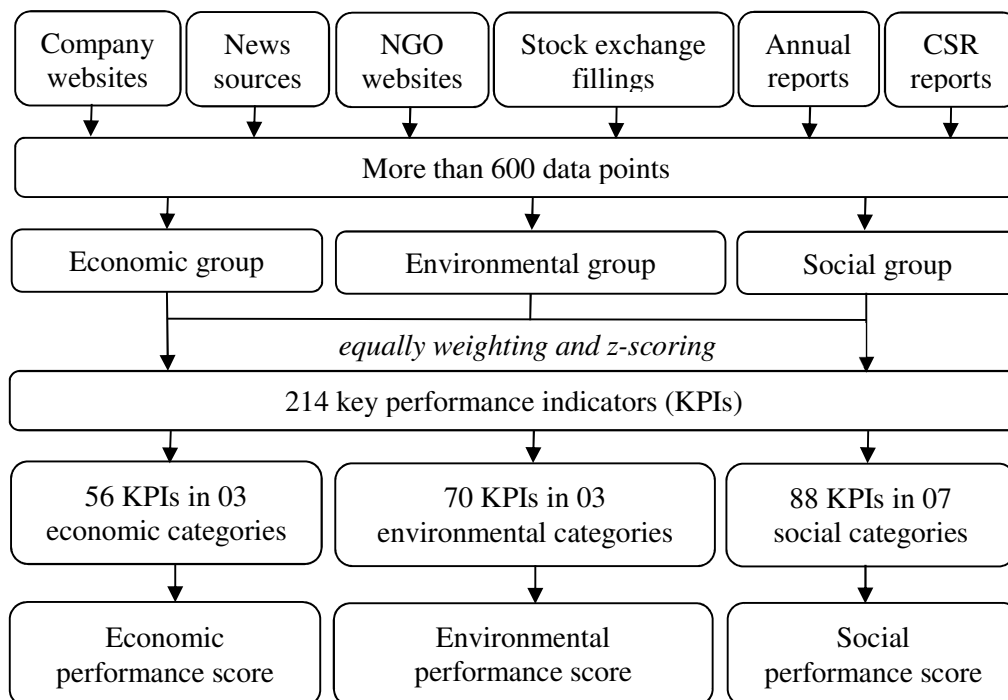 Company
websites
News
sources
NGO
websites
Stock exchange
fillings
Annual
reports
CSR
reports
More than 600 data points
Economic group
Environmental group
Social group
equally weighting and z-scoring
214 key performance indicators (KPIs)
56 KPIs in 03
economic categories
70 KPIs in 03
environmental categories
88 KPIs in 07
social categories
Economic
performance score
Environmental
performance score
Social
performance score